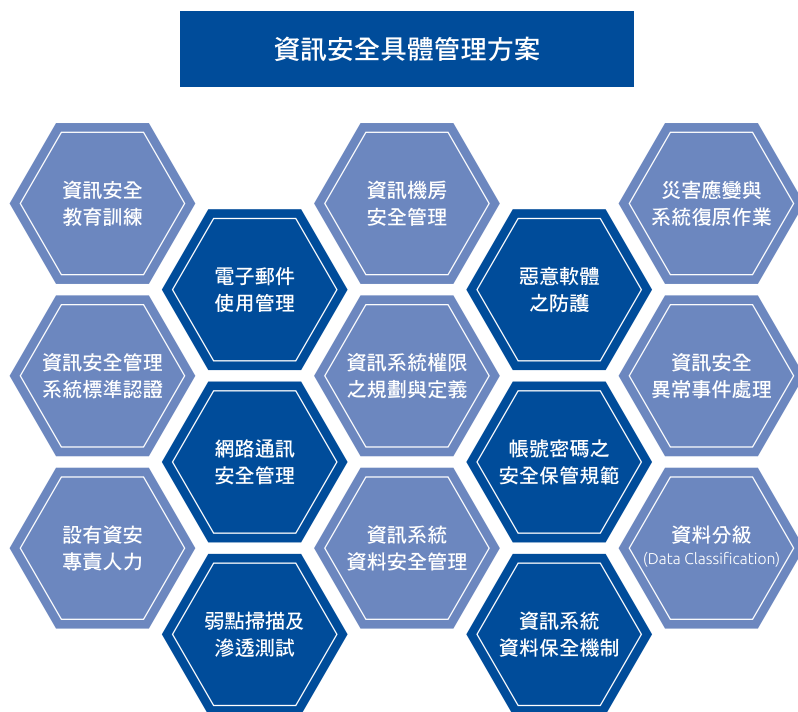 資訊安全具體管理方案
資訊安全
教育訓練
資訊機房
安全管理
災害應變與
系統復原作業
電子郵件
使用管理
惡意軟體
之防護
資訊安全管理
系統標準認證
資訊系統權限
之規劃與定義
資訊安全
異常事件處理
網路通訊
安全管理
帳號密碼之
安全保管規範
設有資安
專責人力
資訊系統
資料安全管理
資料分級
(Data Classification)
弱點掃描及
滲透測試
資訊系統
資料保全機制